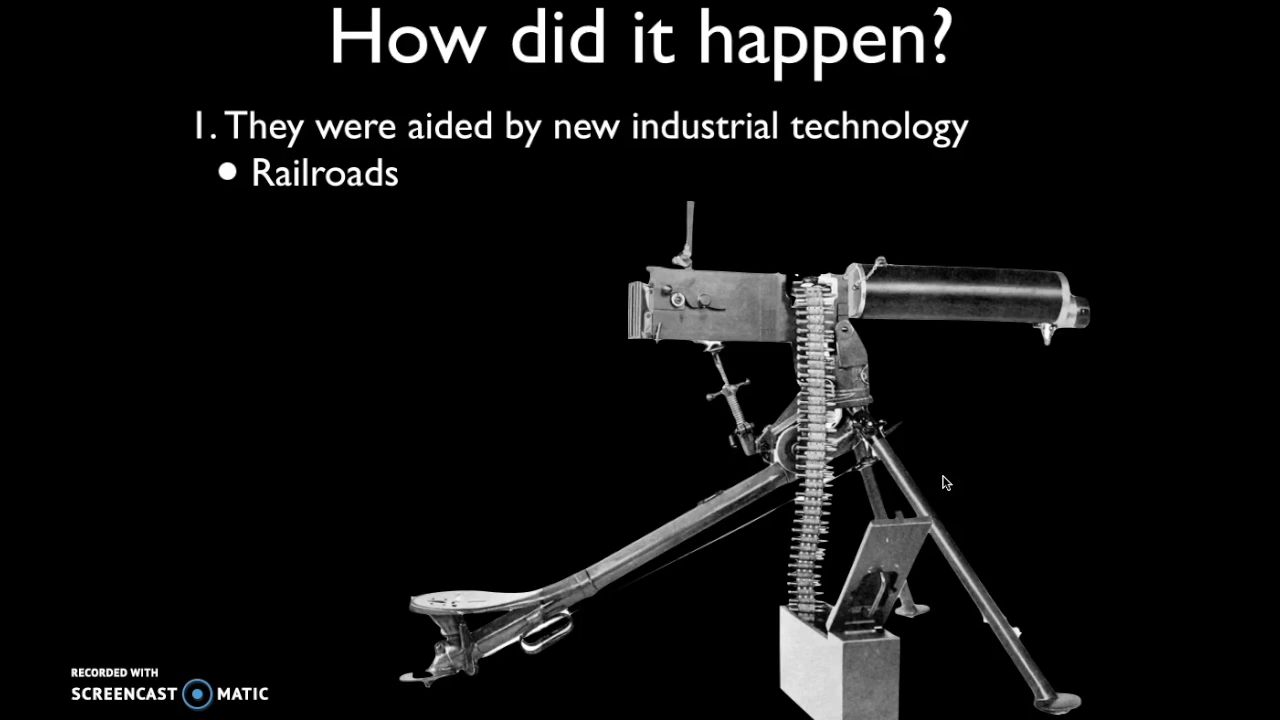 How did it happen?
1. They were aided by new industrial technology
● Railroads
RECORDED WITH
SCREENCAST MATIC